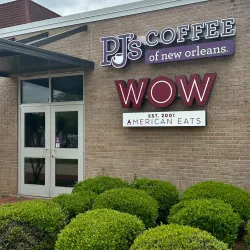 PJ's COFFEE
of new orleans.
WOW
EST. 2001
AMERICAN EATS